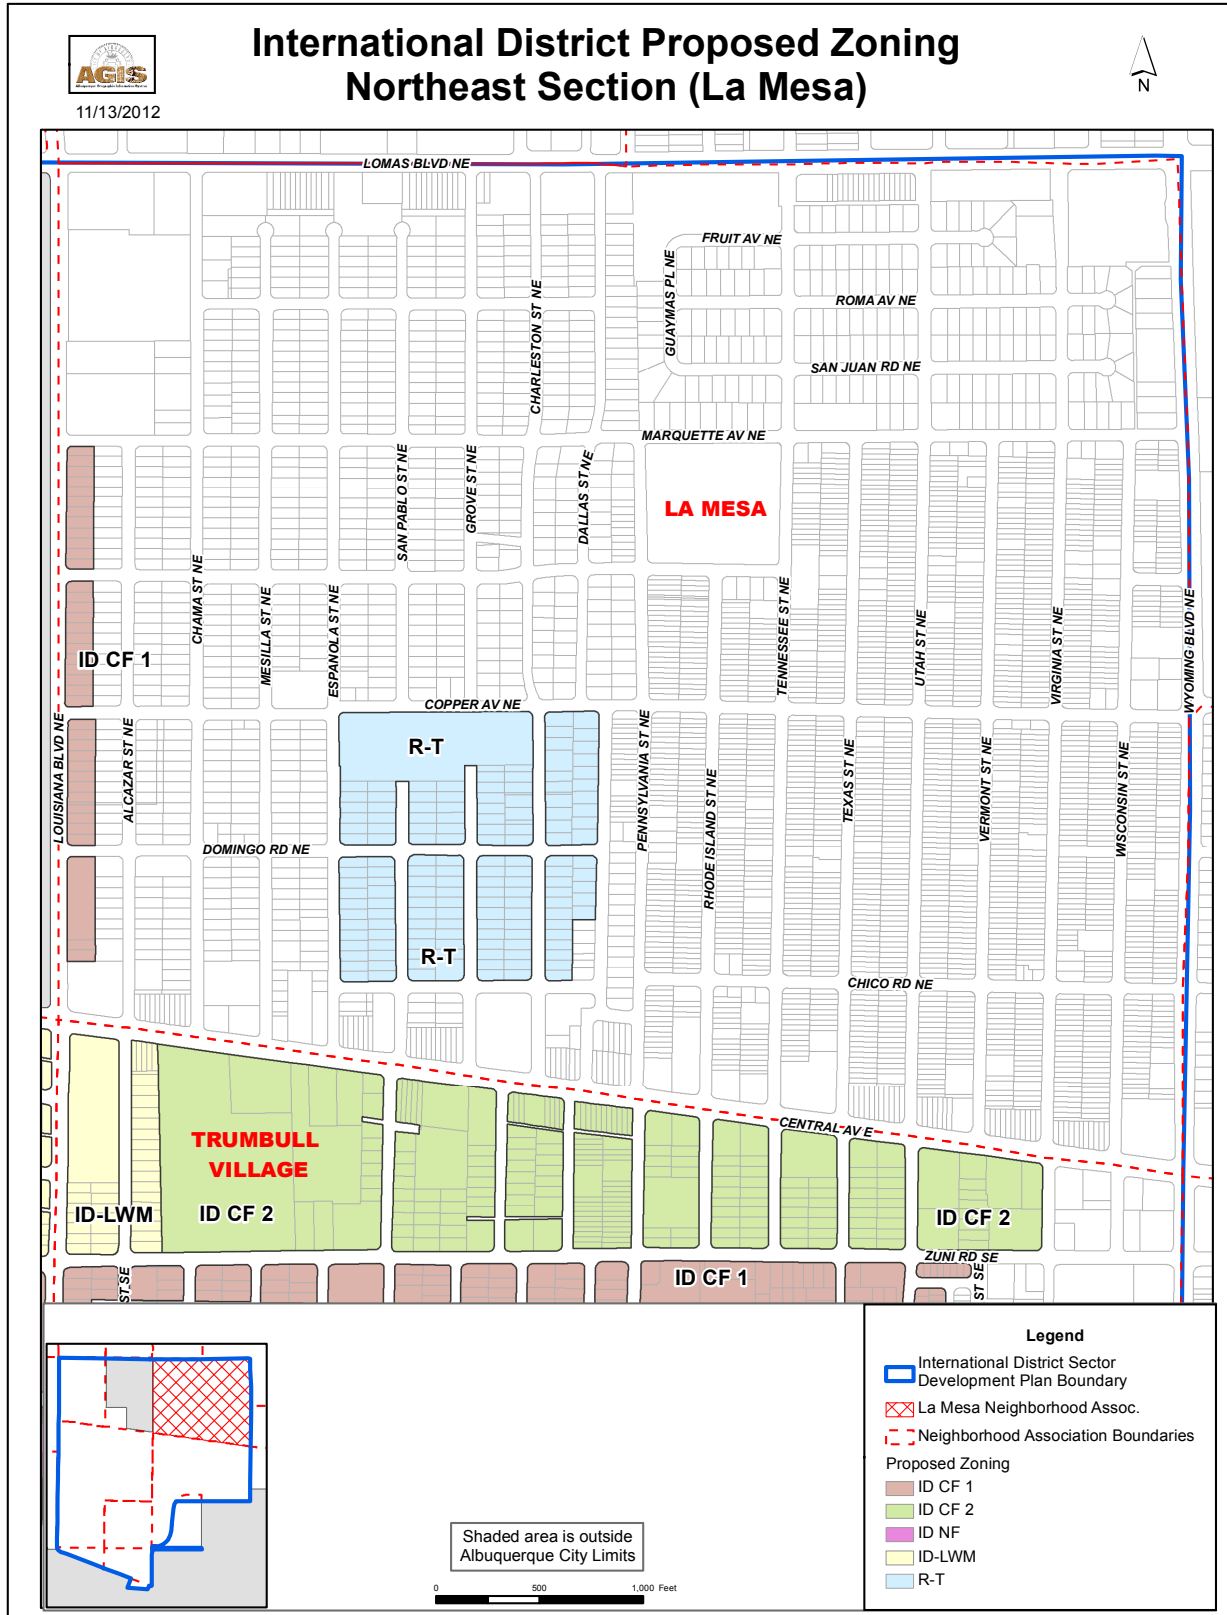 International District Proposed Zoning
Northeast Section (La Mesa)
AGIS
Albuquerque Geographic Information System
11/13/2012
N
LOMAS BLVD NE
FRUIT AV NE
GUAYMAS PL NE
CHARLESTON ST NE
ROMA AV NE
SAN JUAN RD NE
MARQUETTE AV NE
SAN PABLO ST NE
GROVE ST NE
DALLAS ST NE
LA MESA
CHAMA ST NE
MESILLA ST NE
ESPANOLA ST NE
TENNESSEE ST NE
UTAH ST NE
VIRGINIA ST NE
WYOMING BLVD NE
ID CF 1
COPPER AV NE
LOUISIANA BLVD NE
ALCAZAR ST NE
R-T
PENNSYLVANIA ST NE
RHODE ISLAND ST NE
TEXAS ST NE
VERMONT ST NE
WISCONSIN ST NE
DOMINGO RD NE
R-T
CHICO RD NE
CENTRAL AV E
TRUMBULL
VILLAGE
ID-LWM
ID CF 2
ID CF 2
ZUNI RD SE
ST SE
ID CF 1
ST SE
Legend
International District Sector
Development Plan Boundary
La Mesa Neighborhood Assoc.
Neighborhood Association Boundaries
Proposed Zoning
ID CF 1
ID CF 2
ID NF
ID-LWM
R-T
Shaded area is outside
Albuquerque City Limits
0 500 1,000 Feet